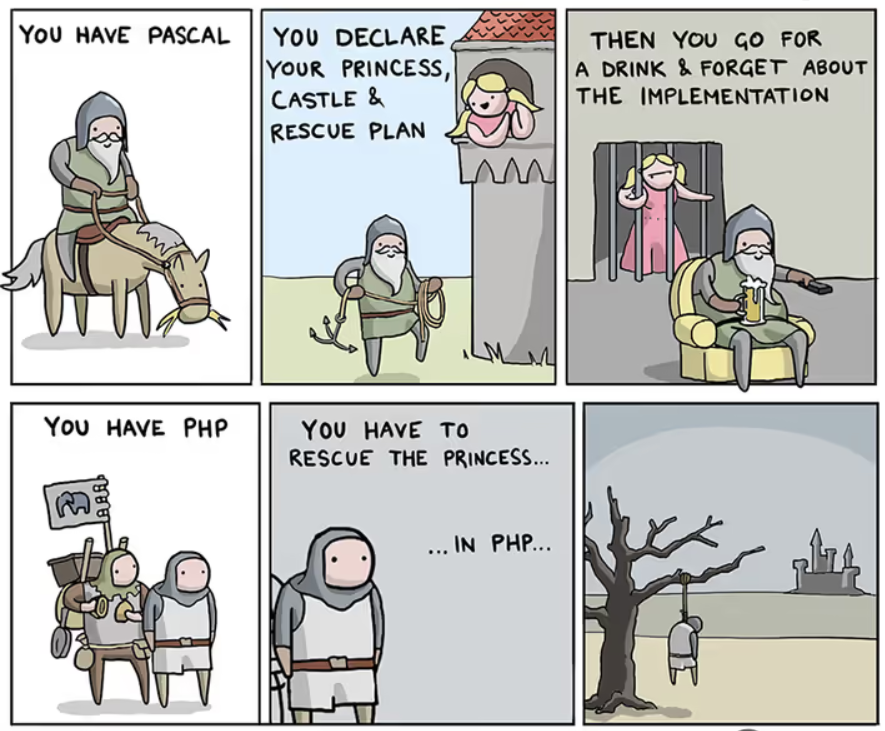 YOU HAVE PASCAL
YOU DECLARE
YOUR PRINCESS,
CASTLE &
RESCUE PLAN
THEN YOU GO FOR
A DRINK & FORGET ABOUT
THE IMPLEMENTATION
YOU HAVE PHP
YOU HAVE TO
RESCUE THE PRINCESS...
...IN PHP...